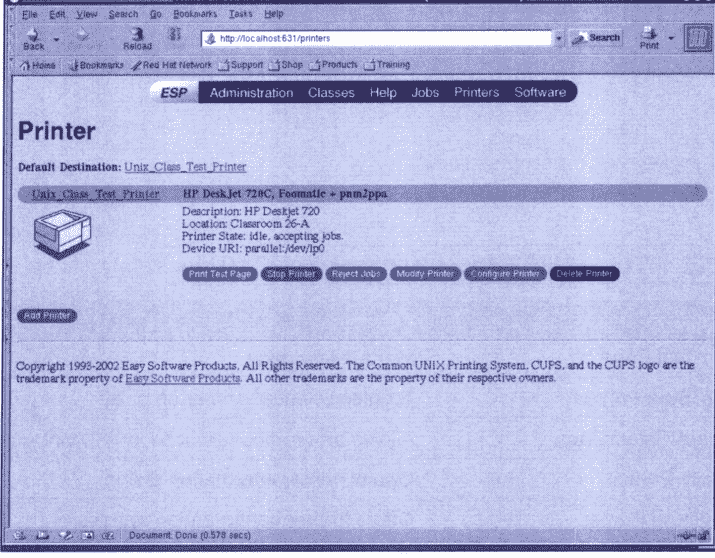 File Edit View Search Go Bookmarks Tasks Help
Back Reload http://localhost:631/printers Search Print
Home Bookmarks Red Hat Network Support Shop Products Training
ESP Administration Classes Help Jobs Printers Software
Printer
Default Destination: Unix_Class_Test_Printer
Unix_Class_Test_Printer HP DeskJet 720C, Foomatic + pnm2ppa
Description: HP Deskjet 720
Location: Classroom 26-A
Printer State: idle, accepting jobs.
Device URI: parallel:/dev/lp0
Print Test Page Stop Printer Reject Jobs Modify Printer Configure Printer Delete Printer
Add Printer
Copyright 1993-2002 Easy Software Products, All Rights Reserved. The Common UNIX Printing System, CUPS, and the CUPS logo are the
trademark property of Easy Software Products. All other trademarks are the property of their respective owners.
Document: Done (0.578 secs)